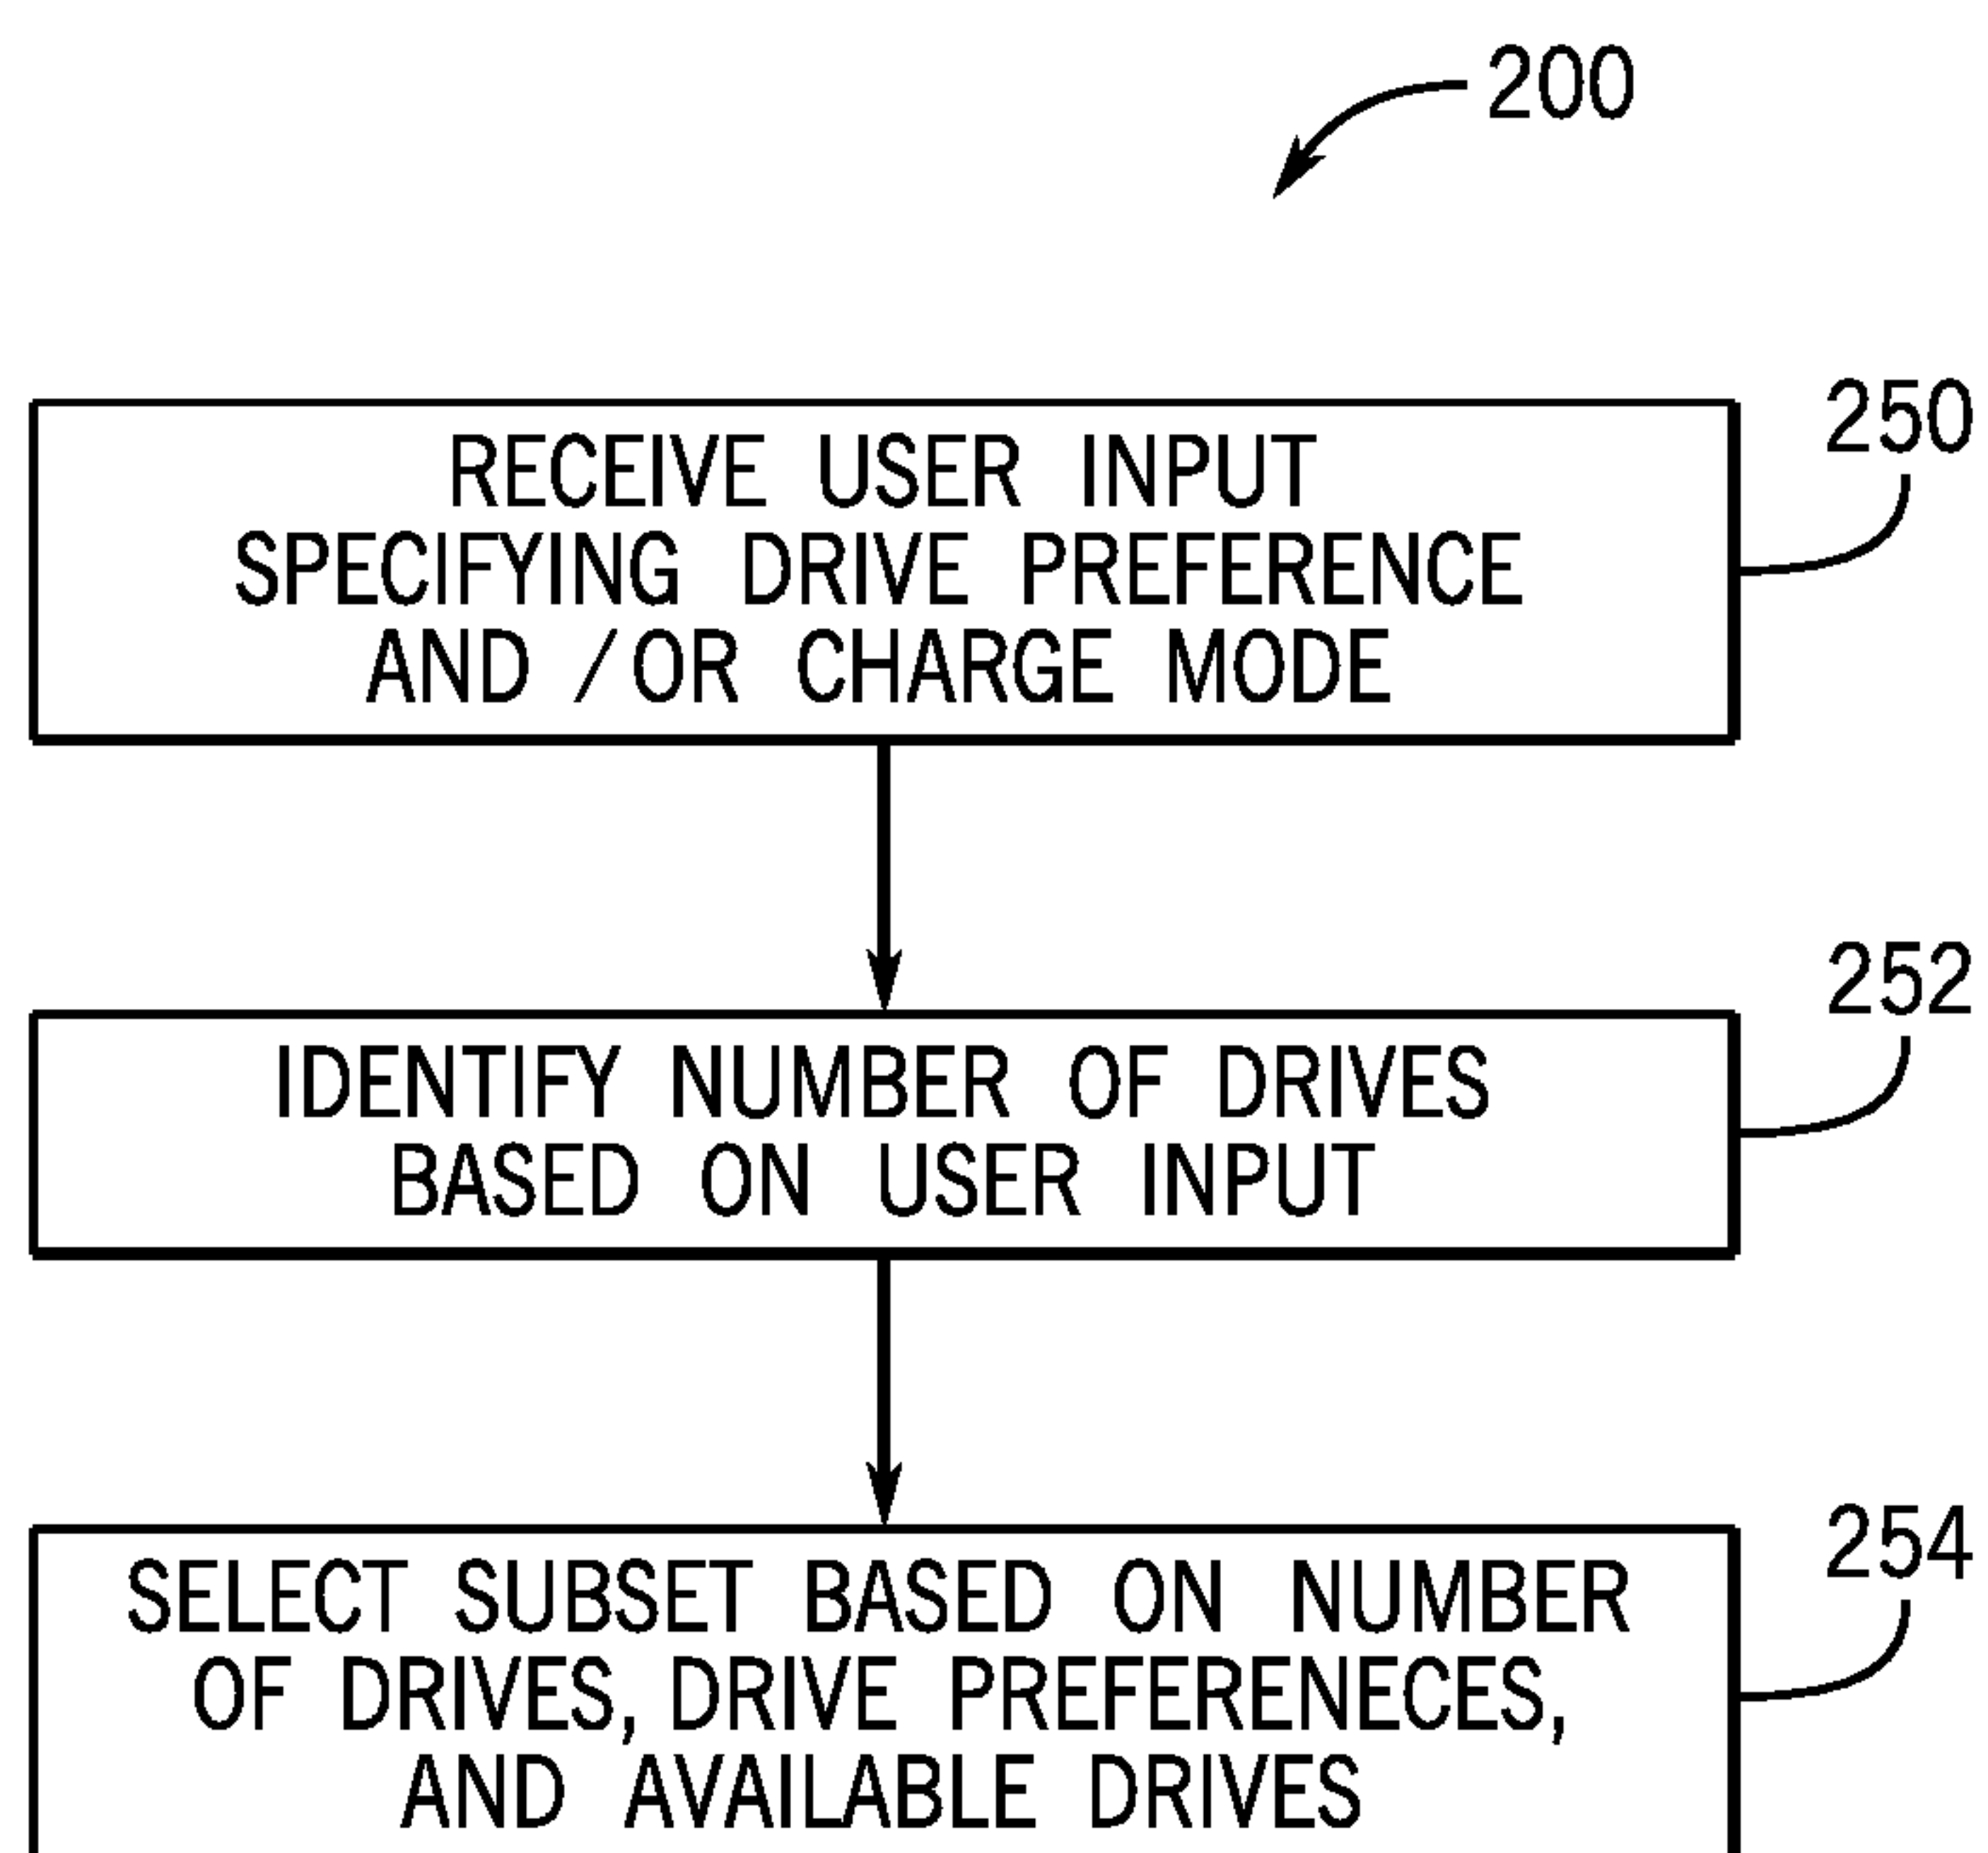 200
250
RECEIVE USER INPUT
SPECIFYING DRIVE PREFERENCE
AND /OR CHARGE MODE
252
IDENTIFY NUMBER OF DRIVES
BASED ON USER INPUT
254
SELECT SUBSET BASED ON NUMBER
OF DRIVES, DRIVE PREFERENECES,
AND AVAILABLE DRIVES